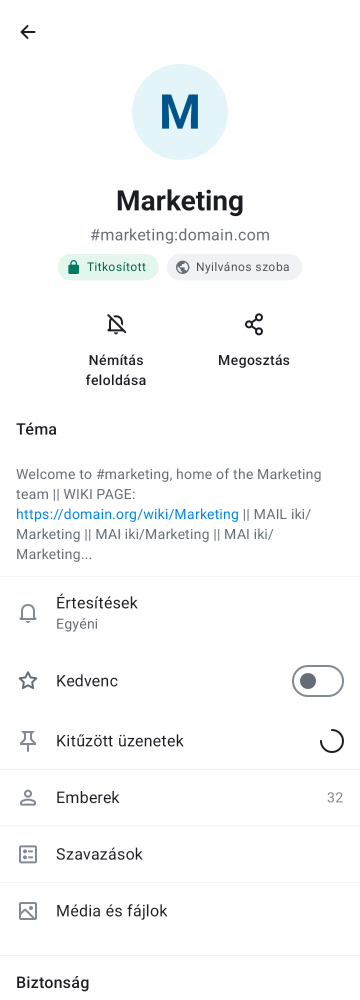 M
Marketing
#marketing:domain.com
Titkosított
Nyilvános szoba
Némítás
feloldása
Megosztás
Téma
Welcome to #marketing, home of the Marketing
team || WIKI PAGE:
https://domain.org/wiki/Marketing || MAIL iki/
Marketing || MAI iki/Marketing || MAI iki/
Marketing...
Értesítések
Egyéni
Kedvenc
Kitűzött üzenetek
Emberek 32
Szavazások
Média és fájlok
Biztonság